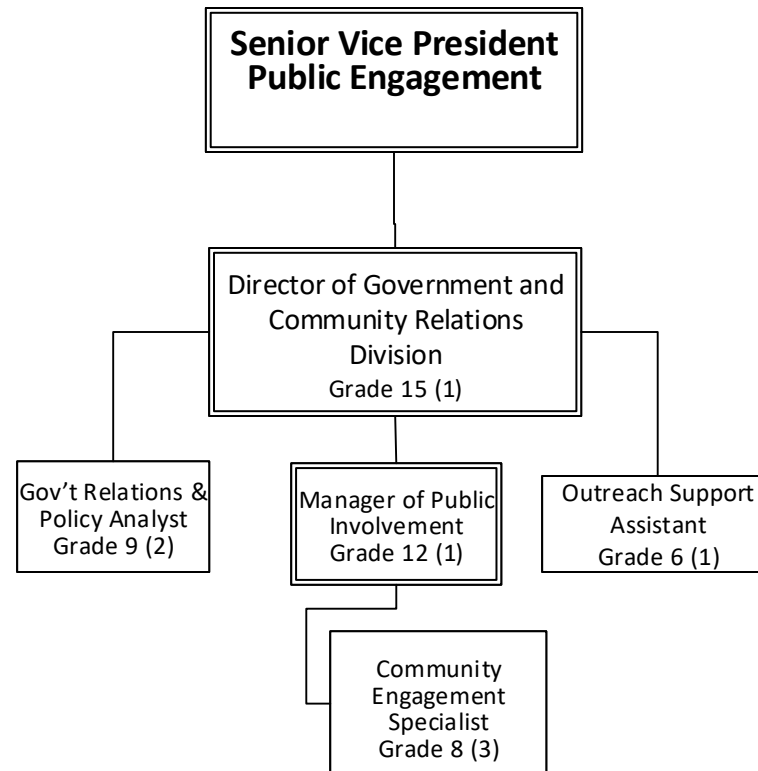 Senior Vice President
Public Engagement
Director of Government and
Community Relations
Division
Grade 15 (1)
Gov’t Relations &
Policy Analyst
Grade 9 (2)
Manager of Public
Involvement
Grade 12 (1)
Outreach Support
Assistant
Grade 6 (1)
Community
Engagement
Specialist
Grade 8 (3)